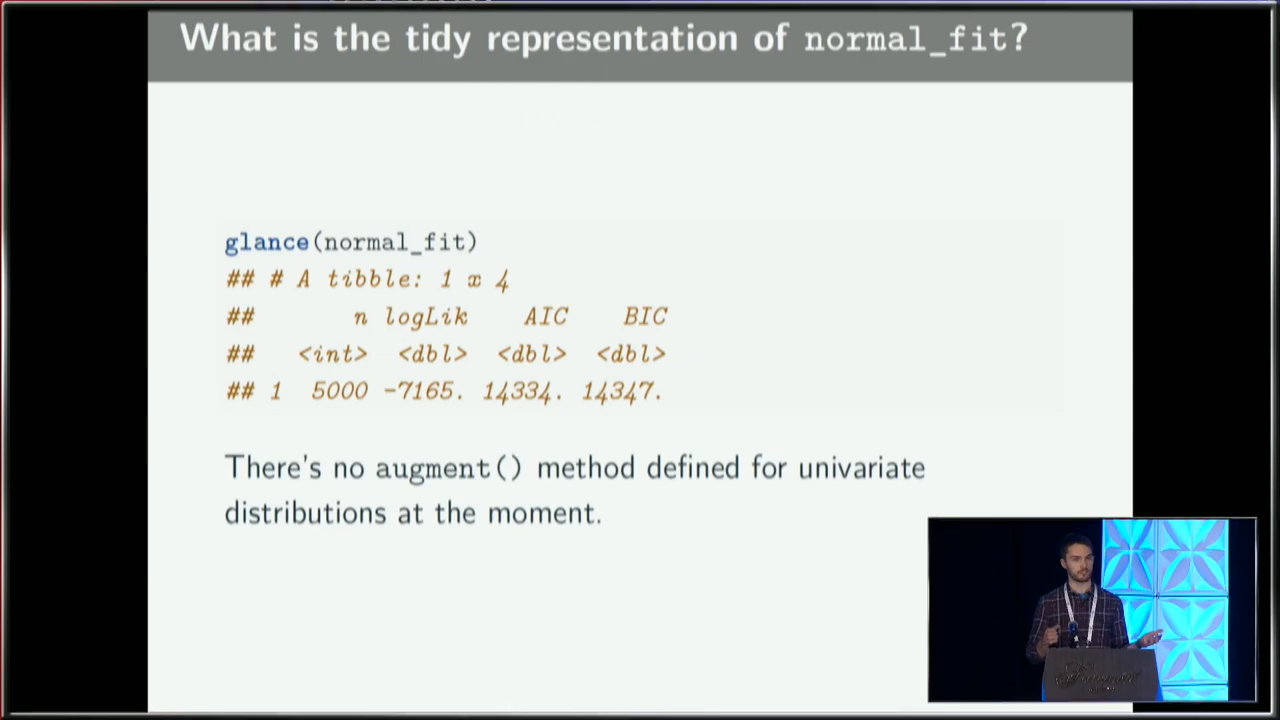 What is the tidy representation of normal_fit?
glance(normal_fit)
## # A tibble: 1 x 4
## n logLik AIC BIC
## <int> <dbl> <dbl> <dbl>
## 1 5000 -7165. 14334. 14347.
There's no augment() method defined for univariate
distributions at the moment.